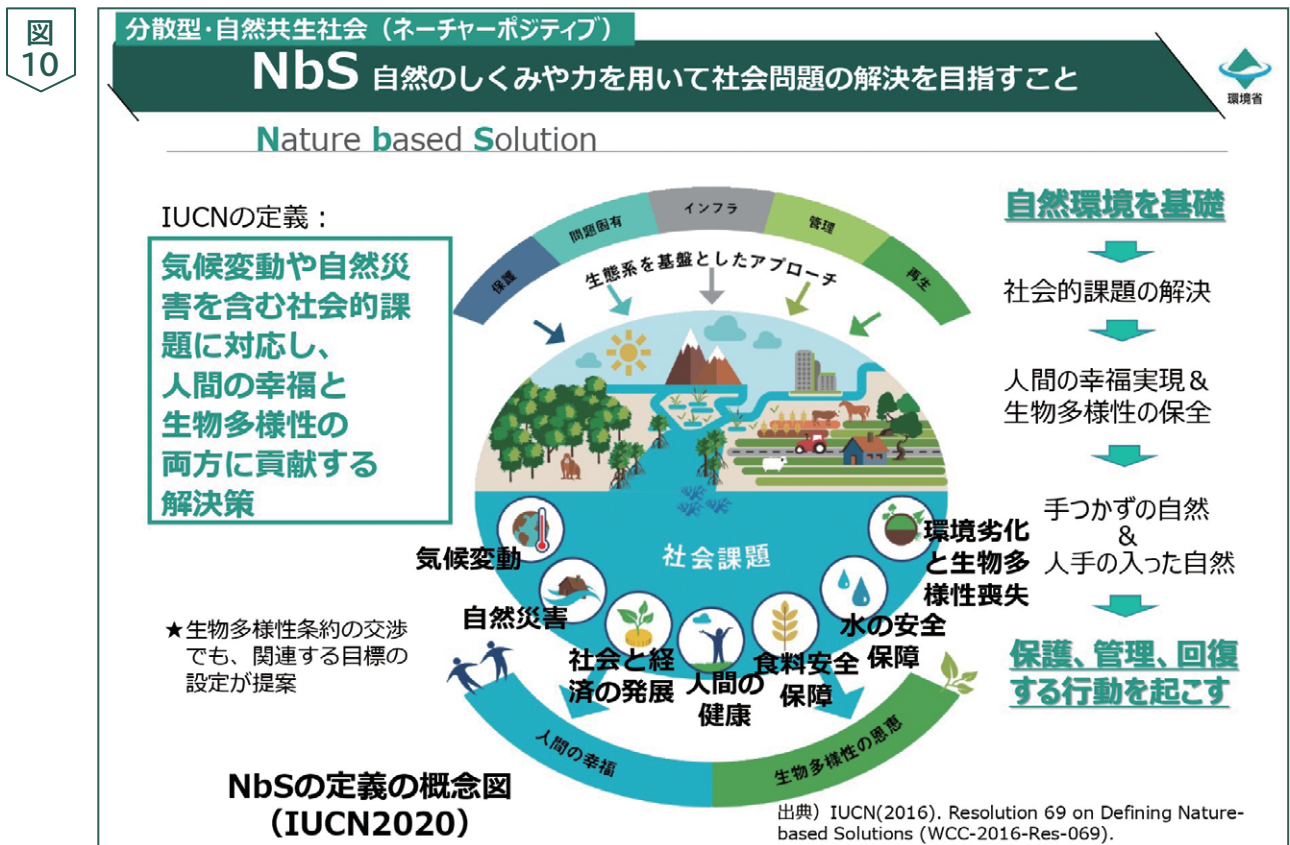 図
10
分散型・自然共生社会（ネーチャーポジティブ）
NbS 自然のしくみや力を用いて社会問題の解決を目指すこと
環境省
Nature based Solution
IUCNの定義：
気候変動や自然災
害を含む社会的課
題に対応し、
人間の幸福と
生物多様性の
両方に貢献する
解決策
★生物多様性条約の交渉
でも、関連する目標の
設定が提案
NbSの定義の概念図
（IUCN2020）
保護
問題固有
インフラ
管理
再生
生態系を基盤としたアプローチ
社会課題
気候変動
自然災害
社会と経
済の発展
人間の
健康
食料安全
保障
水の安全
保障
環境劣化
と生物多
様性喪失
人間の幸福
生物多様性の恩恵
自然環境を基礎
社会的課題の解決
人間の幸福実現＆
生物多様性の保全
手つかずの自然
&
人手の入った自然
保護、管理、回復
する行動を起こす
出典）IUCN(2016). Resolution 69 on Defining Nature-
based Solutions (WCC-2016-Res-069).